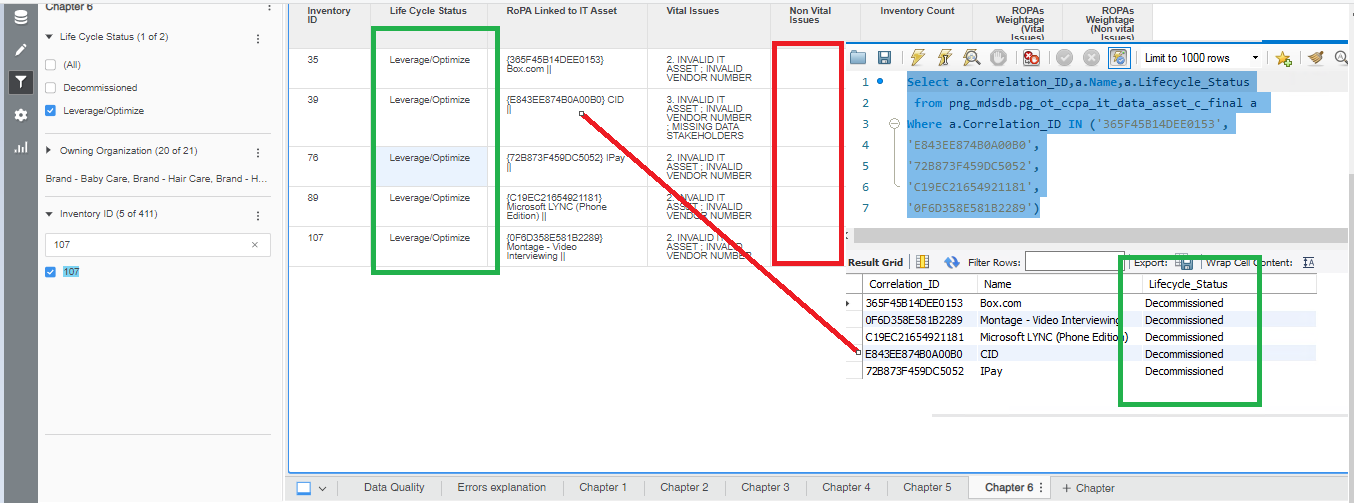 Chapter 6
Life Cycle Status (1 of 2)
(All)
Decommissioned
Leverage/Optimize
Owning Organization (20 of 21)
Brand - Baby Care, Brand - Hair Care, Brand - H...
Inventory ID (5 of 411)
107
107
Inventory
ID
Life Cycle Status
RoPA Linked to IT Asset
Vital Issues
Non Vital
Issues
Inventory Count
ROPAs
Weightage
(Vital
Issues)
ROPAs
Weightage
(Non vital
Issues)
35
Leverage/Optimize
{365F45B14DEE0153}
Box.com ||
2. INVALID IT
ASSET ; INVALID
VENDOR NUMBER
39
Leverage/Optimize
{E843EE874B0A00B0} CID
||
3. INVALID IT
ASSET ; INVALID
VENDOR NUMBER
; MISSING DATA
STAKEHOLDERS
76
Leverage/Optimize
{72B873F459DC5052} IPay
||
2. INVALID IT
ASSET ; INVALID
VENDOR NUMBER
89
Leverage/Optimize
{C19EC21654921181}
Microsoft LYNC (Phone
Edition) ||
2. INVALID IT
ASSET ; INVALID
VENDOR NUMBER
107
Leverage/Optimize
{0F6D358E581B2289}
Montage - Video
Interviewing ||
2. INVALID IT
ASSET ; INVALID
VENDOR NUMBER
Limit to 1000 rows
1 Select a.Correlation_ID,a.Name,a.Lifecycle_Status
2 from png_mdsdb.pg_ot_ccpa_it_data_asset_c_final a
3 Where a.Correlation_ID IN ('365F45B14DEE0153',
4 'E843EE874B0A00B0',
5 '72B873F459DC5052',
6 'C19EC21654921181',
7 '0F6D358E581B2289')
Result Grid Filter Rows: Export: Wrap Cell Content:
Correlation_ID Name Lifecycle_Status
365F45B14DEE0153 Box.com Decommissioned
0F6D358E581B2289 Montage - Video Interviewing Decommissioned
C19EC21654921181 Microsoft LYNC (Phone Edition) Decommissioned
E843EE874B0A00B0 CID Decommissioned
72B873F459DC5052 IPay Decommissioned
Data Quality Errors explanation Chapter 1 Chapter 2 Chapter 3 Chapter 4 Chapter 5 Chapter 6 + Chapter